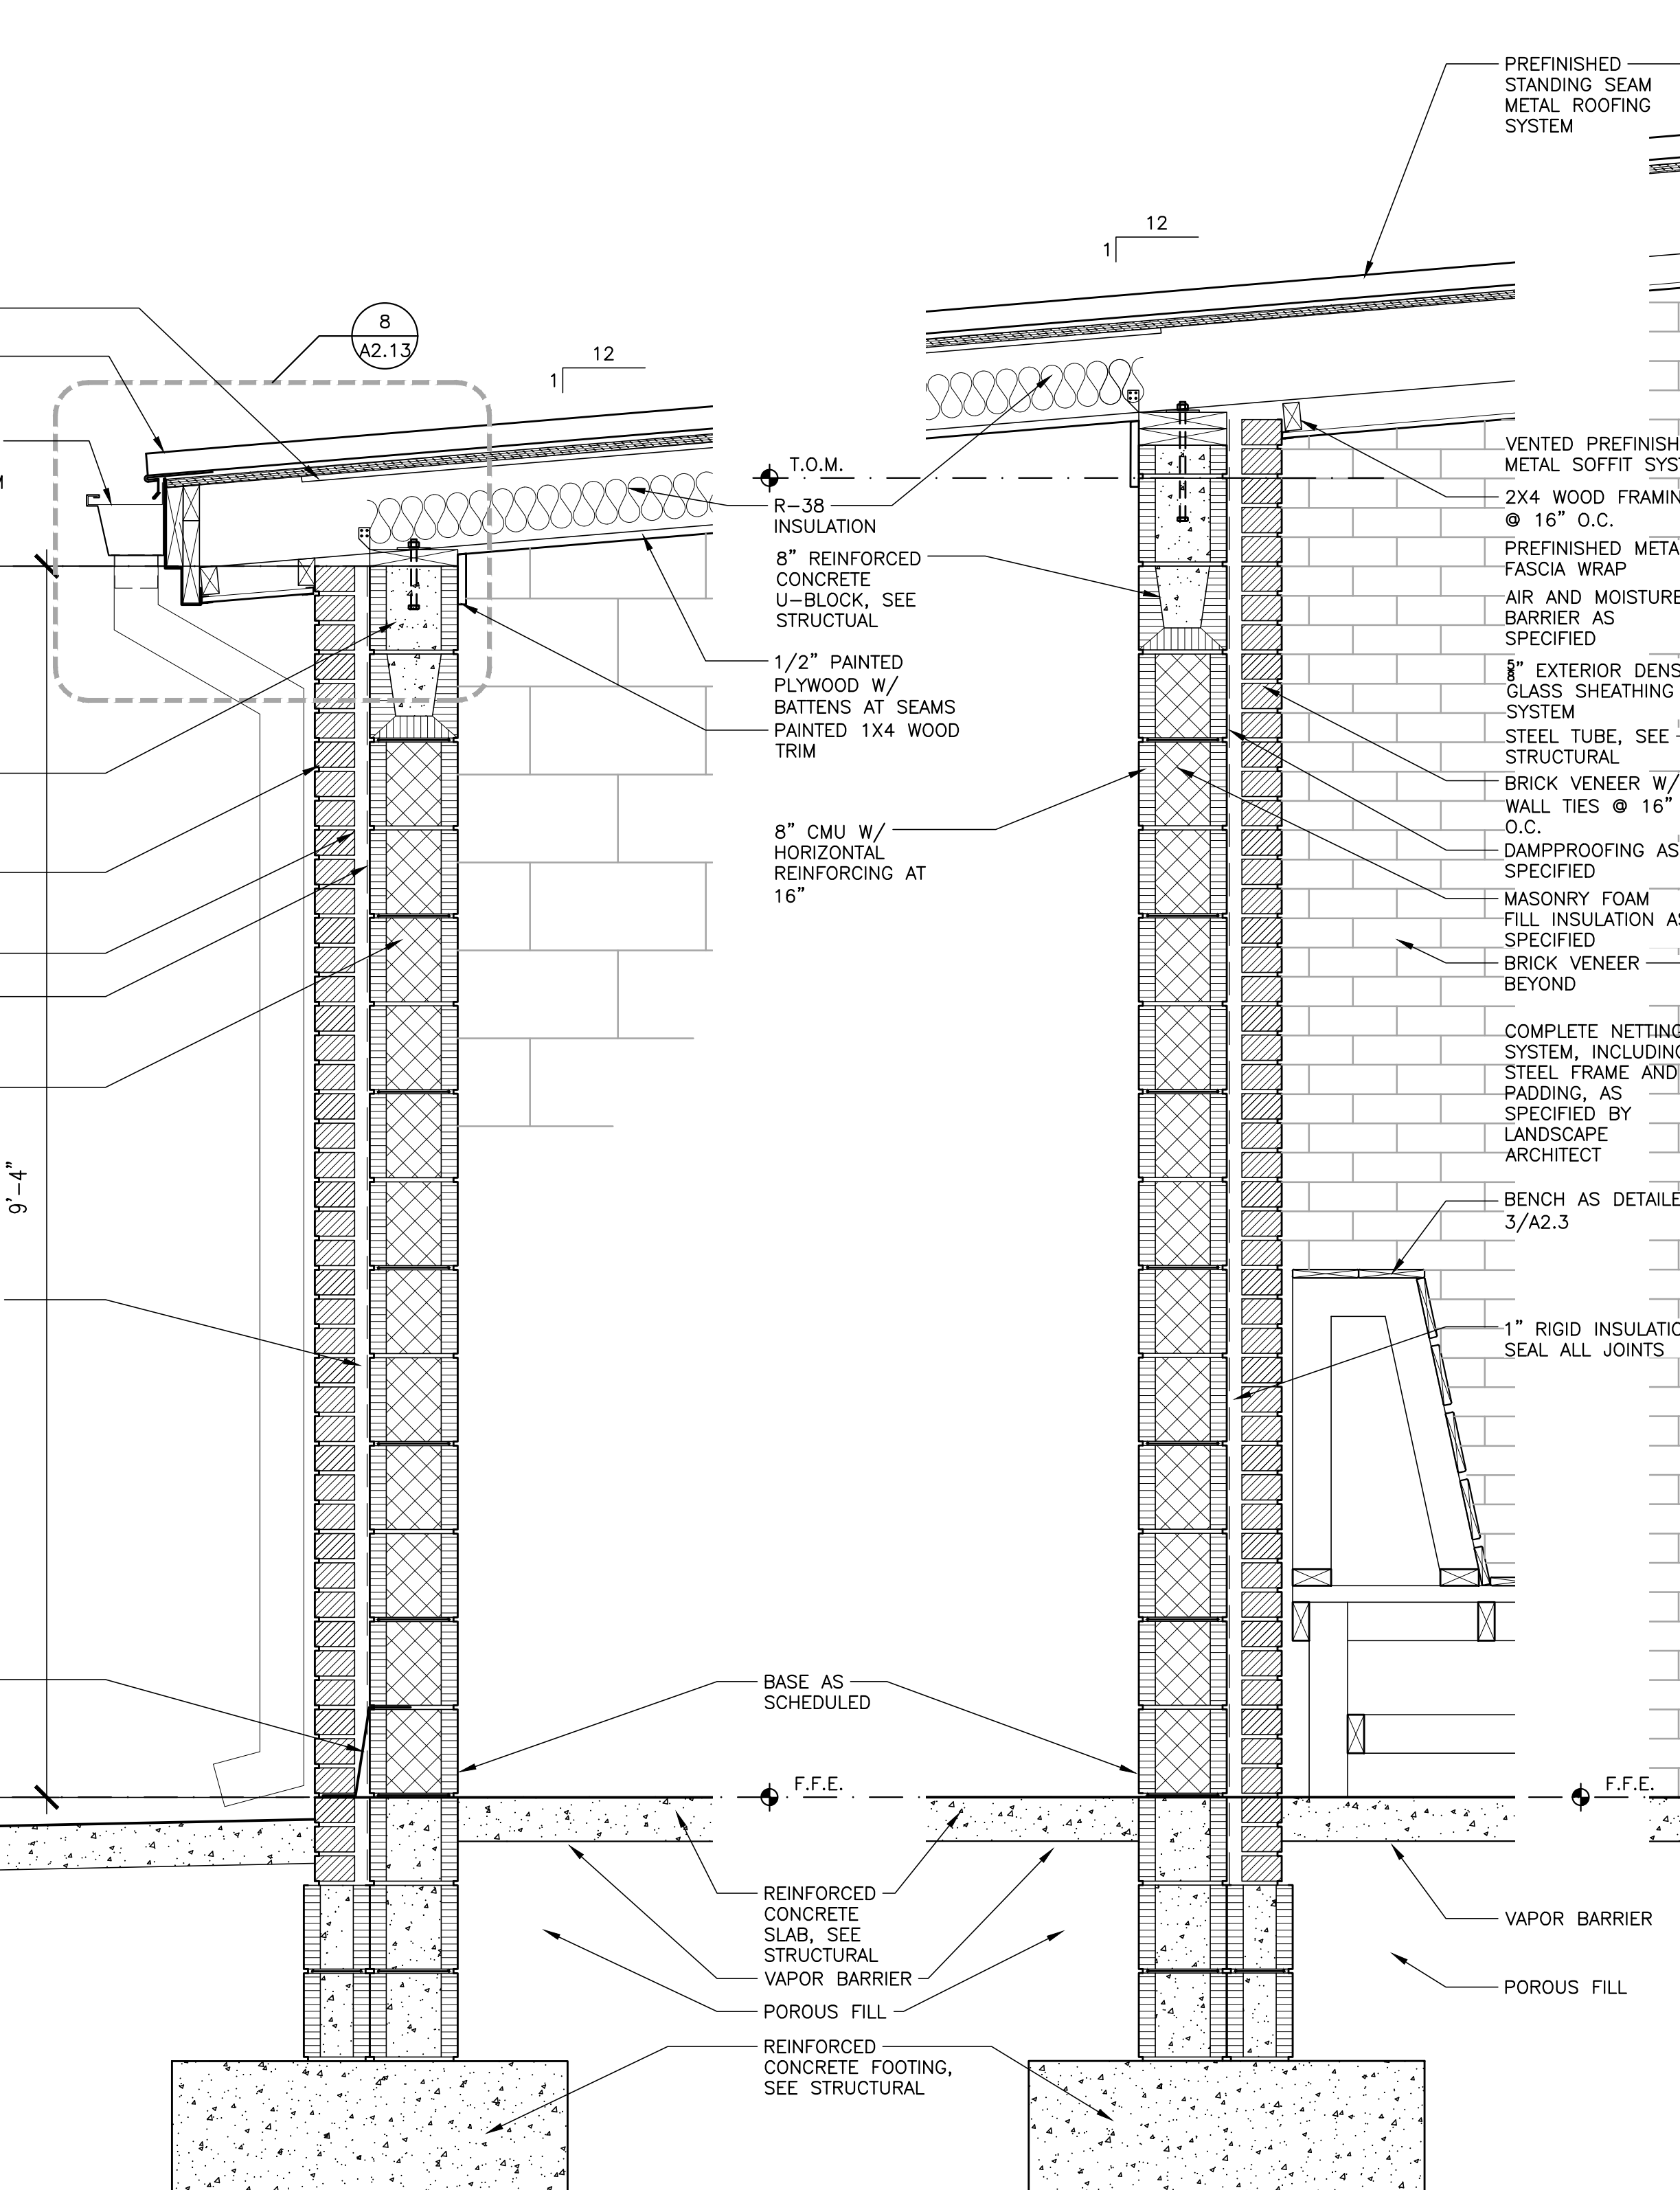 PREFINISHED
STANDING SEAM
METAL ROOFING
SYSTEM
12
1
8
A2.13
12
1
T.O.M.
R-38
INSULATION
8" REINFORCED
CONCRETE
U-BLOCK, SEE
STRUCTUAL
1/2" PAINTED
PLYWOOD W/
BATTENS AT SEAMS
PAINTED 1X4 WOOD
TRIM
8" CMU W/
HORIZONTAL
REINFORCING AT
16"
VENTED PREFINISH
METAL SOFFIT SYS
2X4 WOOD FRAMIN
@ 16" O.C.
PREFINISHED META
FASCIA WRAP
AIR AND MOISTURE
BARRIER AS
SPECIFIED
5/8" EXTERIOR DENS
GLASS SHEATHING
SYSTEM
STEEL TUBE, SEE
STRUCTURAL
BRICK VENEER W/
WALL TIES @ 16"
O.C.
DAMPPROOFING AS
SPECIFIED
MASONRY FOAM
FILL INSULATION AS
SPECIFIED
BRICK VENEER
BEYOND
COMPLETE NETTING
SYSTEM, INCLUDING
STEEL FRAME AND
PADDING, AS
SPECIFIED BY
LANDSCAPE
ARCHITECT
BENCH AS DETAILE
3/A2.3
1" RIGID INSULATIO
SEAL ALL JOINTS
9'-4"
BASE AS
SCHEDULED
F.F.E.
F.F.E.
REINFORCED
CONCRETE
SLAB, SEE
STRUCTURAL
VAPOR BARRIER
POROUS FILL
REINFORCED
CONCRETE FOOTING,
SEE STRUCTURAL
VAPOR BARRIER
POROUS FILL